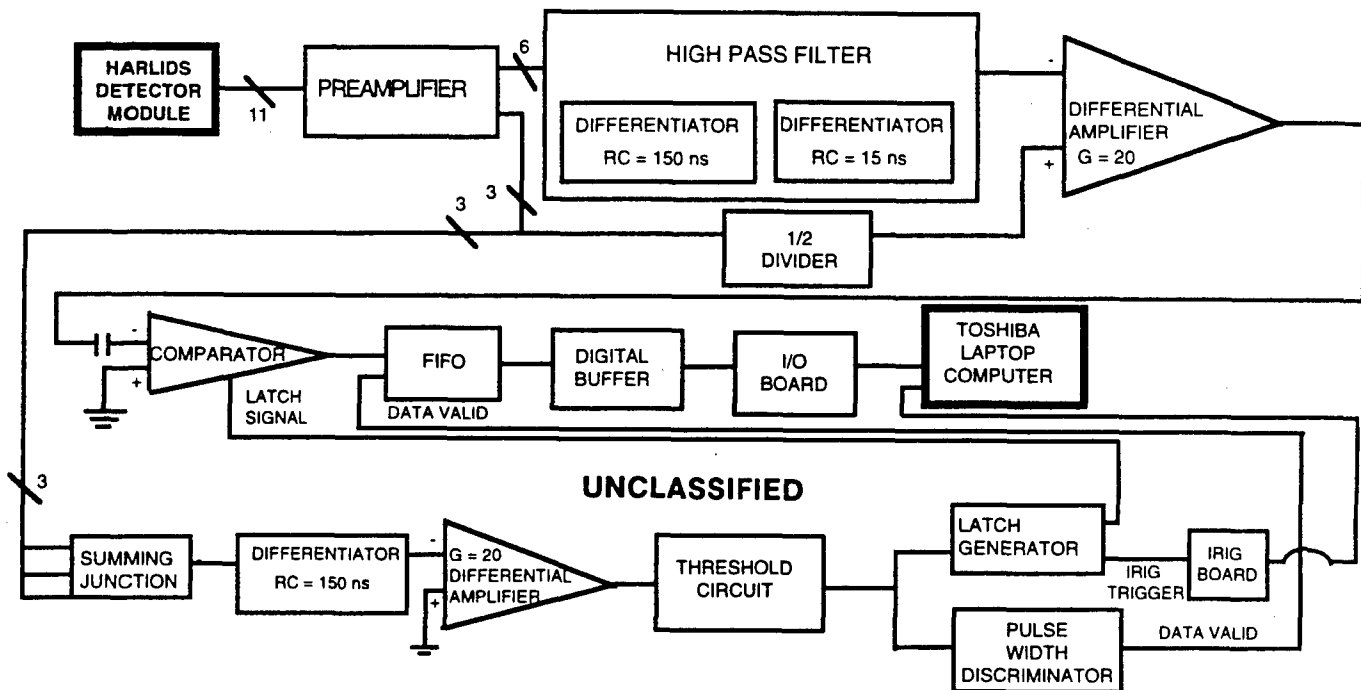 HARLIDS
DETECTOR
MODULE
11
PREAMPLIFIER
6
3
3
HIGH PASS FILTER
DIFFERENTIATOR
RC = 150 ns
DIFFERENTIATOR
RC = 15 ns
-
DIFFERENTIAL
AMPLIFIER
G = 20
+
1/2
DIVIDER
-
COMPARATOR
+
LATCH
SIGNAL
FIFO
DATA VALID
DIGITAL
BUFFER
I/O
BOARD
TOSHIBA
LAPTOP
COMPUTER
3
UNCLASSIFIED
SUMMING
JUNCTION
DIFFERENTIATOR
RC = 150 ns
-
G = 20
DIFFERENTIAL
AMPLIFIER
+
THRESHOLD
CIRCUIT
LATCH
GENERATOR
IRIG
TRIGGER
IRIG
BOARD
PULSE
WIDTH
DISCRIMINATOR
DATA VALID